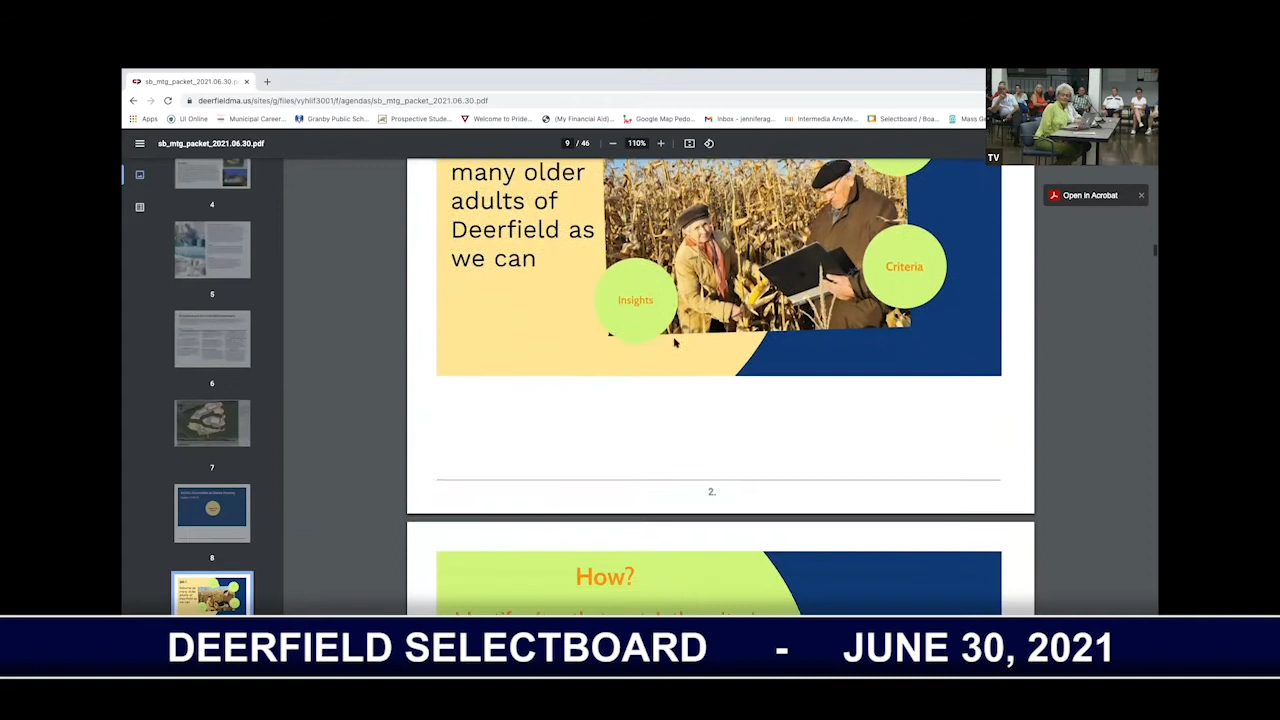 sb_mtg_packet_2021.06.30.p
deerfieldma.us/sites/g/files/vyhlif3001/f/agendas/sb_mtg_packet_2021.06.30.pdf
Apps UI Online Municipal Career... Granby Public Sch... Prospective Stude... Welcome to Pride... (My Financial Aid)... Google Map Pedo... Inbox - jenniferag... Intermedia AnyMe... Selectboard / Boa... Mass G
sb_mtg_packet_2021.06.30.pdf
9 / 46
110%
TV
Open in Acrobat
4
5
6
7
8
many older
adults of
Deerfield as
we can
Criteria
Insights
2.
How?
DEERFIELD SELECTBOARD - JUNE 30, 2021